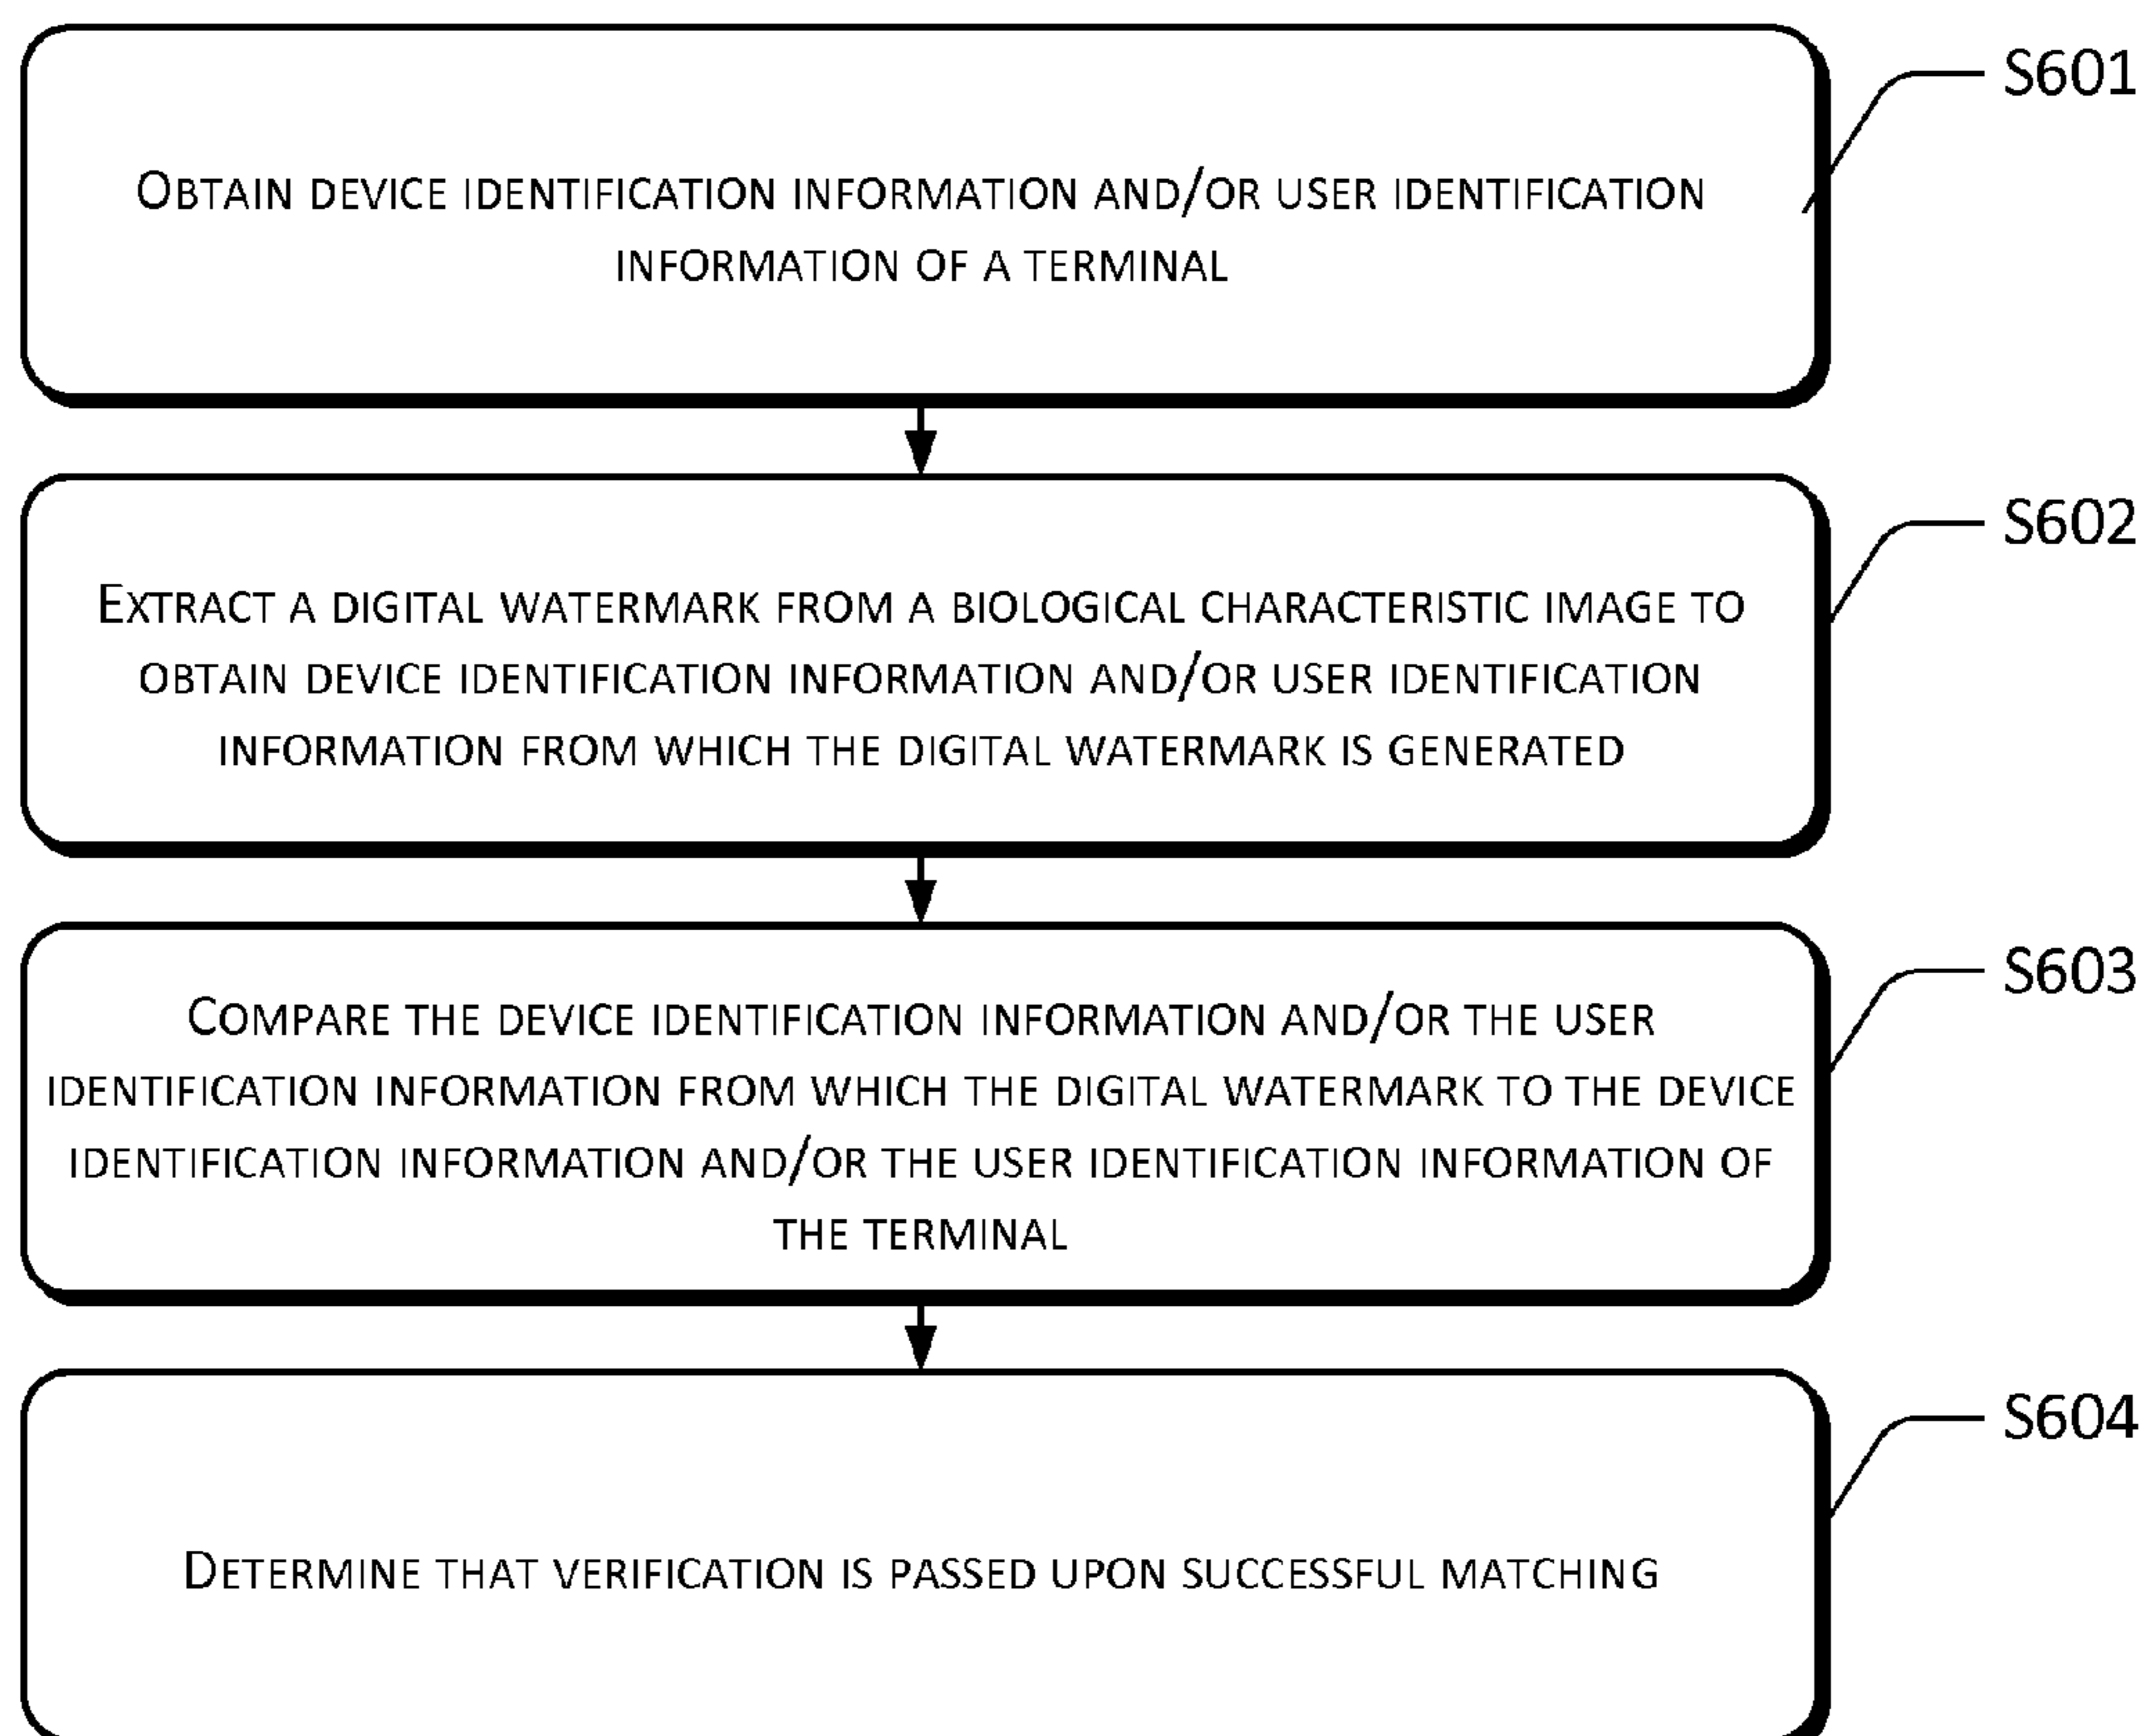 S601
Obtain device identification information and/or user identification
information of a terminal
S602
Extract a digital watermark from a biological characteristic image to
obtain device identification information and/or user identification
information from which the digital watermark is generated
S603
Compare the device identification information and/or the user
identification information from which the digital watermark to the device
identification information and/or the user identification information of
the terminal
S604
Determine that verification is passed upon successful matching